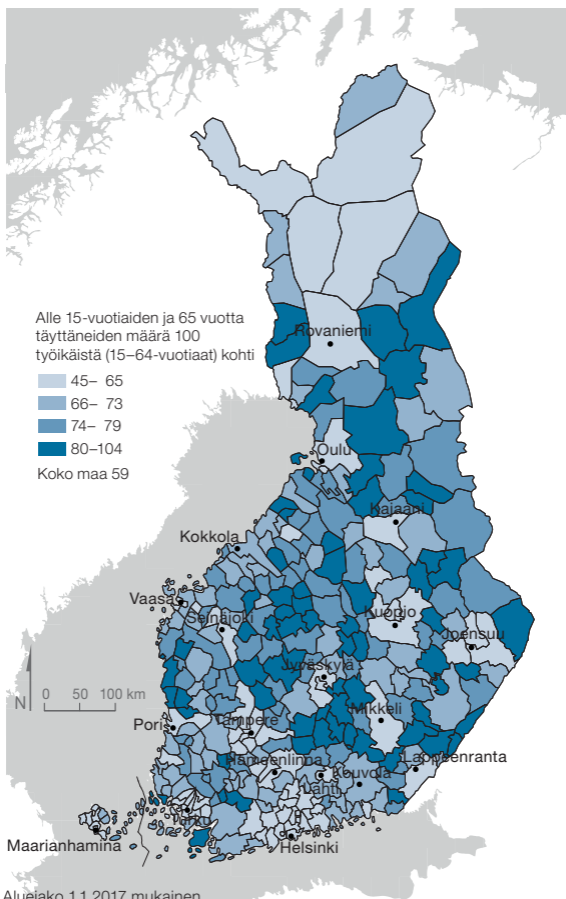 Alle 15-vuotiaiden ja 65 vuotta
täyttäneiden määrä 100
työikäistä (15–64-vuotiaat) kohti
45– 65
66– 73
74– 79
80–104
Koko maa 59
Rovaniemi
Oulu
Kajaani
Kokkola
Vaasa
Seinäjoki
Kuopio
Joensuu
Jyväskylä
N
0 50 100 km
Mikkeli
Pori
Tampere
Hämeenlinna
Kouvola
Lappeenranta
Lahti
Turku
Maarianhamina
Helsinki
Aluejako 1.1.2017 mukainen